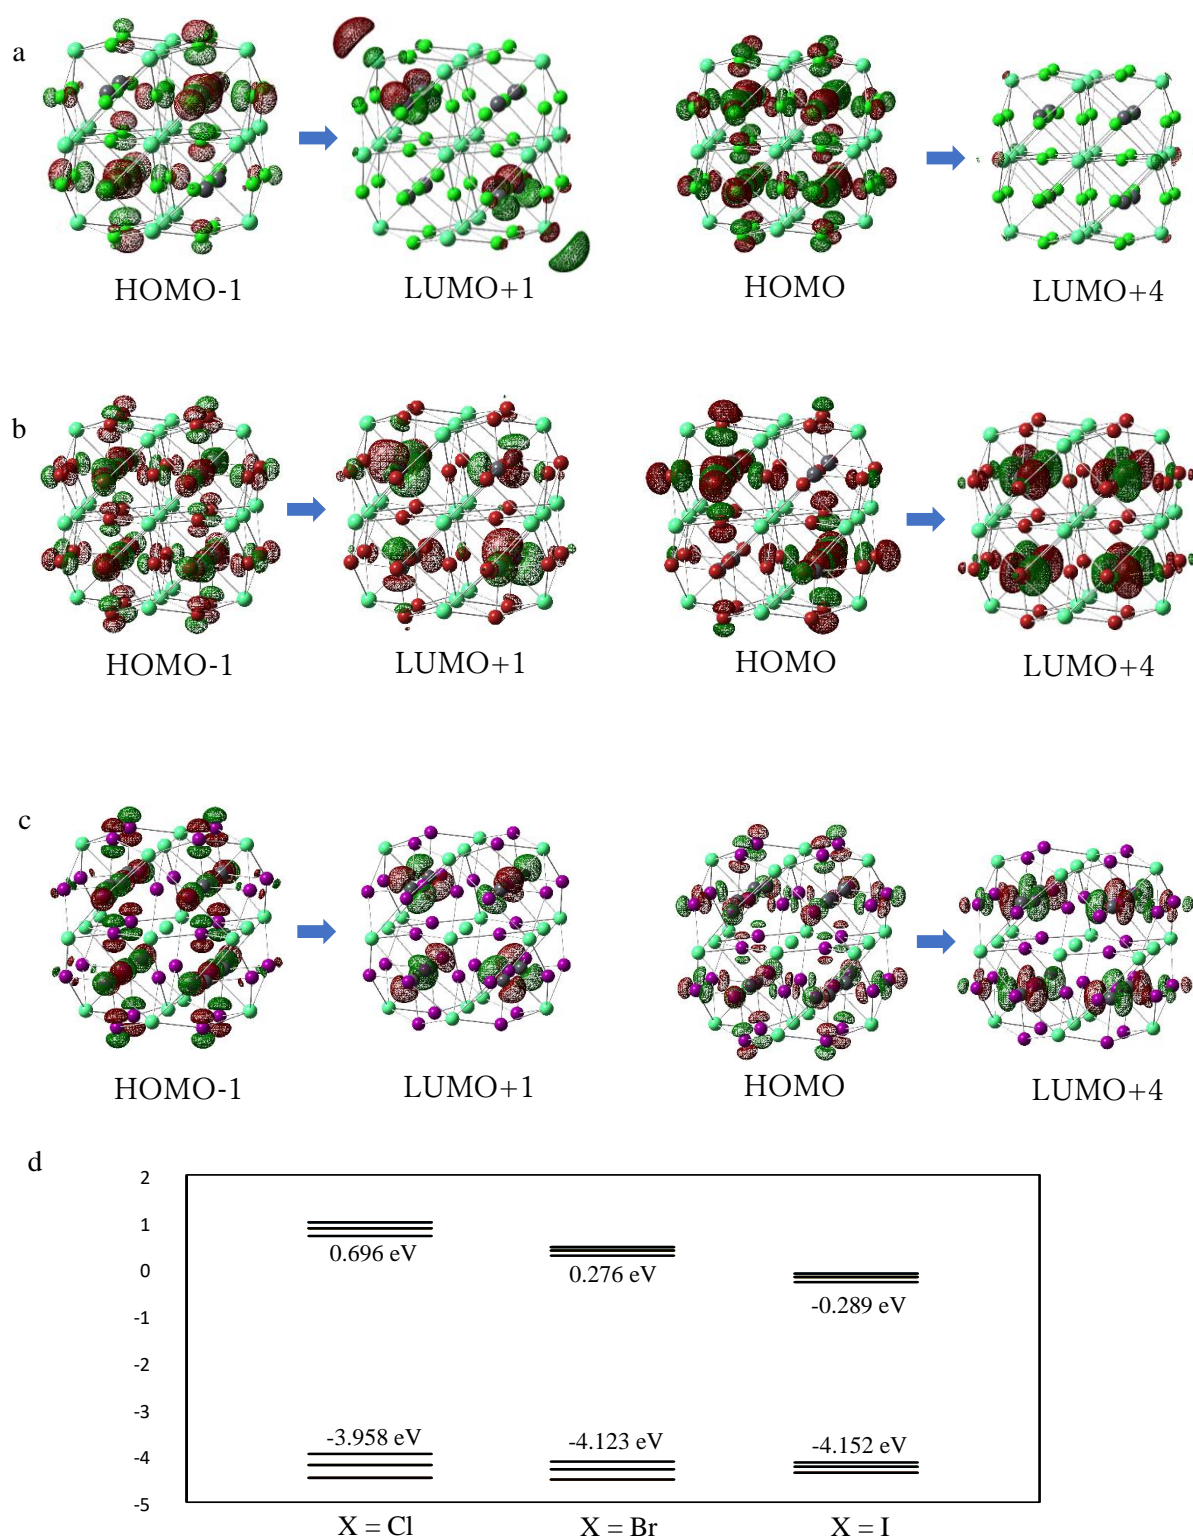 a
HOMO-1
LUMO+1
HOMO
LUMO+4
b
HOMO-1
LUMO+1
HOMO
LUMO+4
c
HOMO-1
LUMO+1
HOMO
LUMO+4
d
2
1
0
-1
-2
-3
-4
-5
0.696 eV
0.276 eV
-0.289 eV
-3.958 eV
-4.123 eV
-4.152 eV
X = Cl
X = Br
X = I